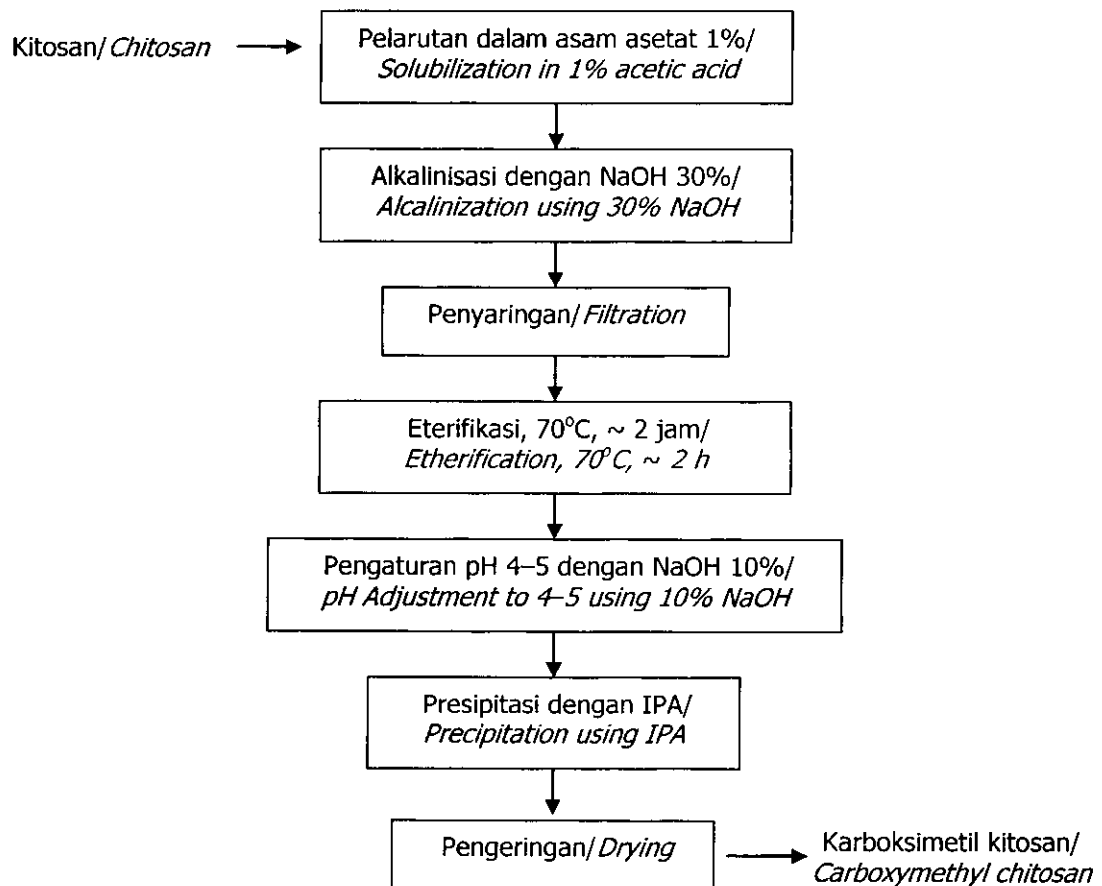 Kitosan/Chitosan
Pelarutan dalam asam asetat 1%/
Solubilization in 1% acetic acid
Alkalinisasi dengan NaOH 30%/
Alcalinization using 30% NaOH
Penyaringan/Filtration
Eterifikasi, 70°C, ~ 2 jam/
Etherification, 70°C, ~ 2 h
Pengaturan pH 4–5 dengan NaOH 10%/
pH Adjustment to 4–5 using 10% NaOH
Presipitasi dengan IPA/
Precipitation using IPA
Pengeringan/Drying
Karboksimetil kitosan/
Carboxymethyl chitosan